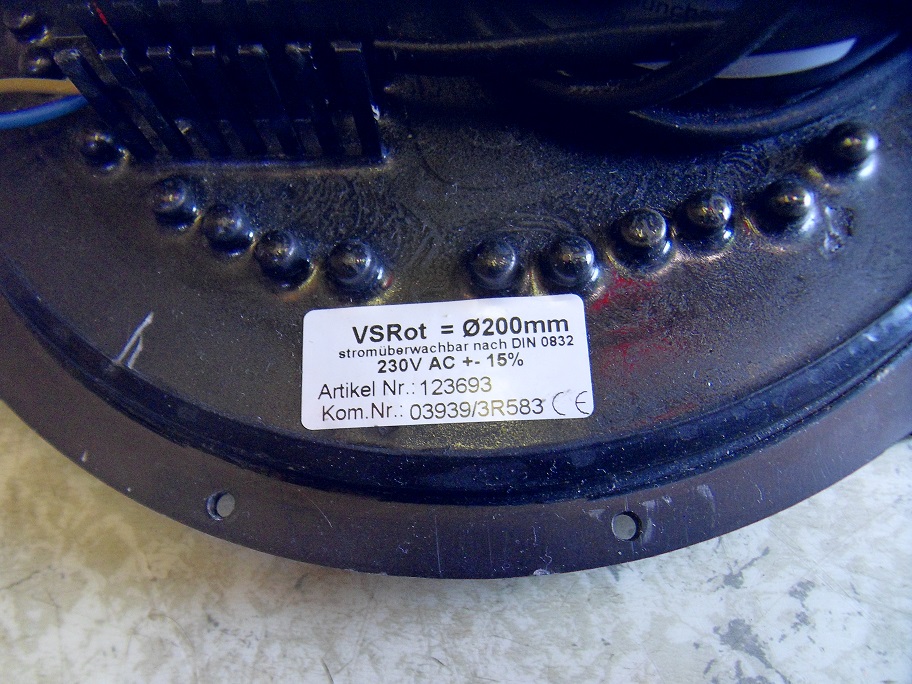 VSRot = Ø200mm
stromüberwachbar nach DIN 0832
230V AC +- 15%
Artikel Nr.: 123693
Kom.Nr.: 03939/3R583 CE